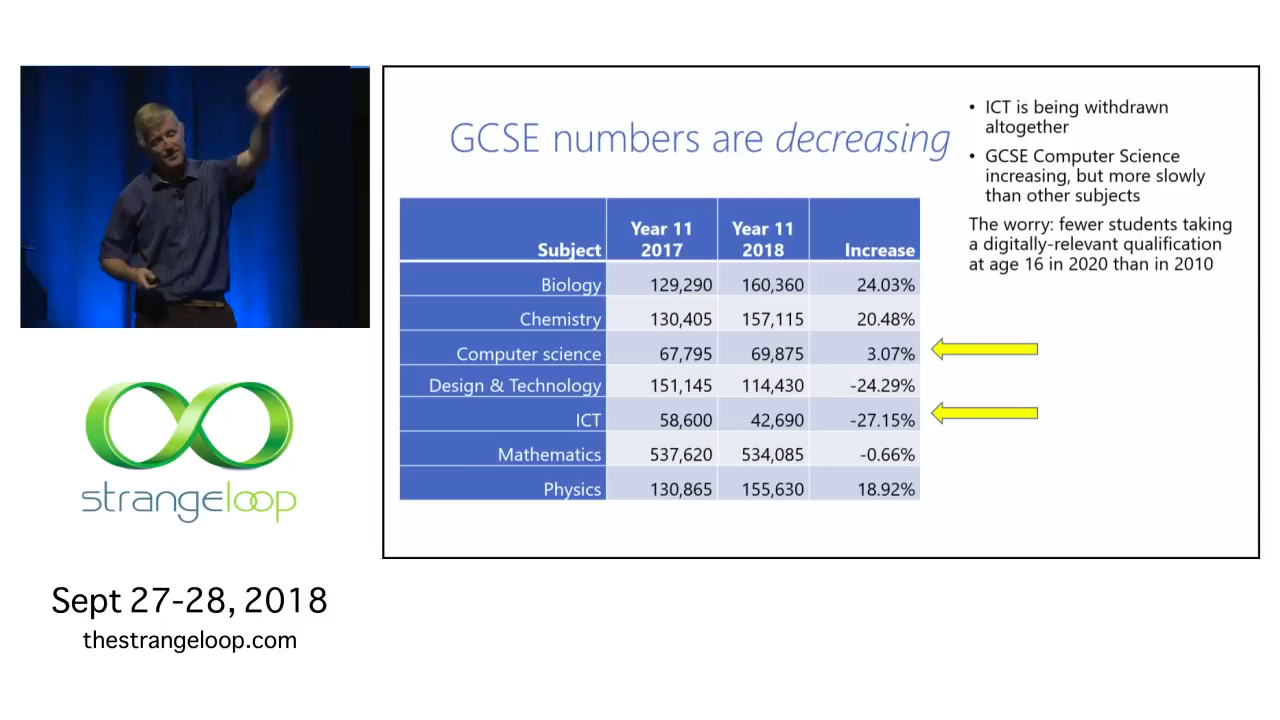 GCSE numbers are decreasing
• ICT is being withdrawn
altogether
• GCSE Computer Science
increasing, but more slowly
than other subjects
The worry: fewer students taking
a digitally-relevant qualification
at age 16 in 2020 than in 2010
Subject Year 11 2017 Year 11 2018 Increase
Biology 129,290 160,360 24.03%
Chemistry 130,405 157,115 20.48%
Computer science 67,795 69,875 3.07%
Design & Technology 151,145 114,430 -24.29%
ICT 58,600 42,690 -27.15%
Mathematics 537,620 534,085 -0.66%
Physics 130,865 155,630 18.92%
strangeloop
Sept 27-28, 2018
thestrangeloop.com